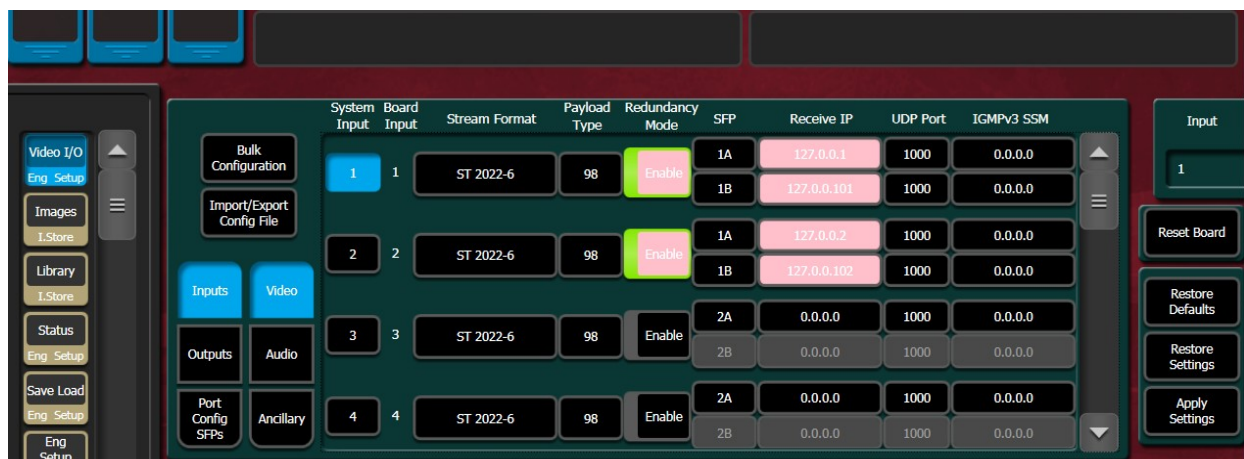 Video I/O
Eng Setup
Images
I.Store
Library
I.Store
Status
Eng Setup
Save Load
Eng Setup
Eng
Setup
Bulk
Configuration
Import/Export
Config File
Inputs
Video
Outputs
Audio
Port
Config
SFPs
Ancillary
System Input Board Input Stream Format Payload Type Redundancy Mode SFP Receive IP UDP Port IGMPv3 SSM
1 1 ST 2022-6 98 Enable
1A 127.0.0.1 1000 0.0.0.0
1B 127.0.0.101 1000 0.0.0.0
2 2 ST 2022-6 98 Enable
1A 127.0.0.2 1000 0.0.0.0
1B 127.0.0.102 1000 0.0.0.0
3 3 ST 2022-6 98 Enable
2A 0.0.0.0 1000 0.0.0.0
2B 0.0.0.0 1000 0.0.0.0
4 4 ST 2022-6 98 Enable
2A 0.0.0.0 1000 0.0.0.0
2B 0.0.0.0 1000 0.0.0.0
Input
1
Reset Board
Restore
Defaults
Restore
Settings
Apply
Settings